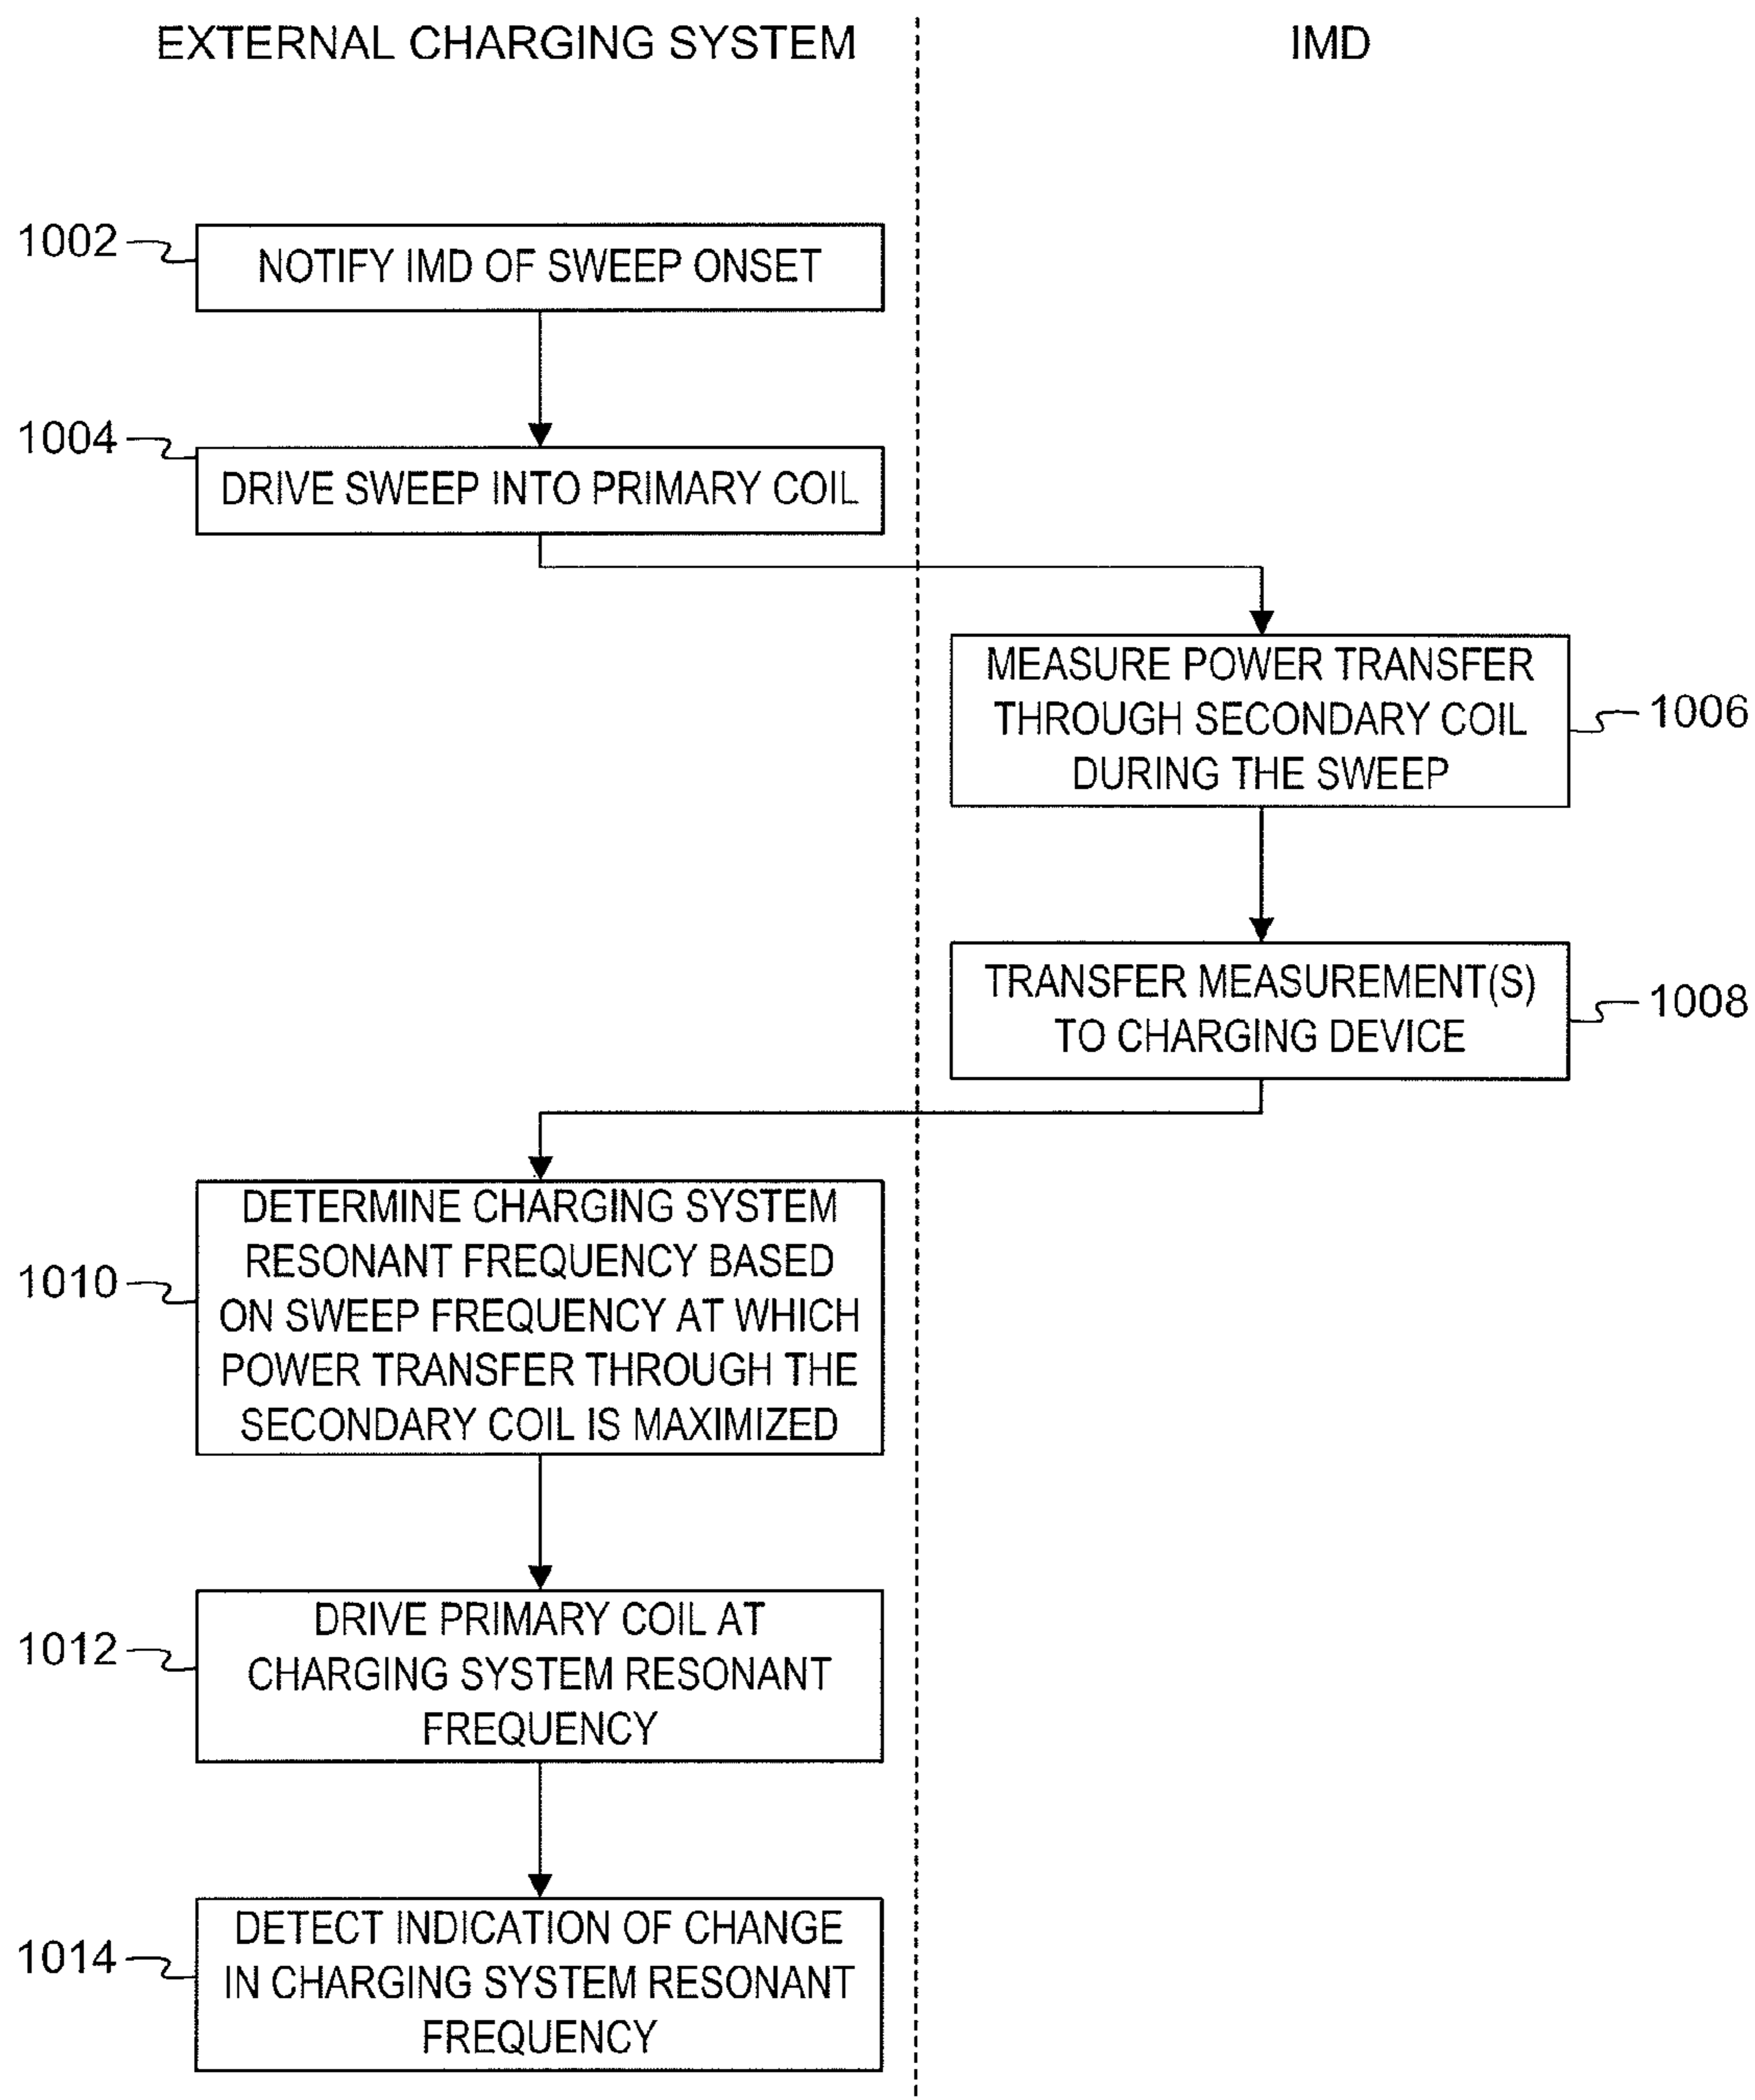 EXTERNAL CHARGING SYSTEM
IMD
1002
NOTIFY IMD OF SWEEP ONSET
1004
DRIVE SWEEP INTO PRIMARY COIL
MEASURE POWER TRANSFER
THROUGH SECONDARY COIL
DURING THE SWEEP
1006
TRANSFER MEASUREMENT(S)
TO CHARGING DEVICE
1008
1010
DETERMINE CHARGING SYSTEM
RESONANT FREQUENCY BASED
ON SWEEP FREQUENCY AT WHICH
POWER TRANSFER THROUGH THE
SECONDARY COIL IS MAXIMIZED
1012
DRIVE PRIMARY COIL AT
CHARGING SYSTEM RESONANT
FREQUENCY
1014
DETECT INDICATION OF CHANGE
IN CHARGING SYSTEM RESONANT
FREQUENCY